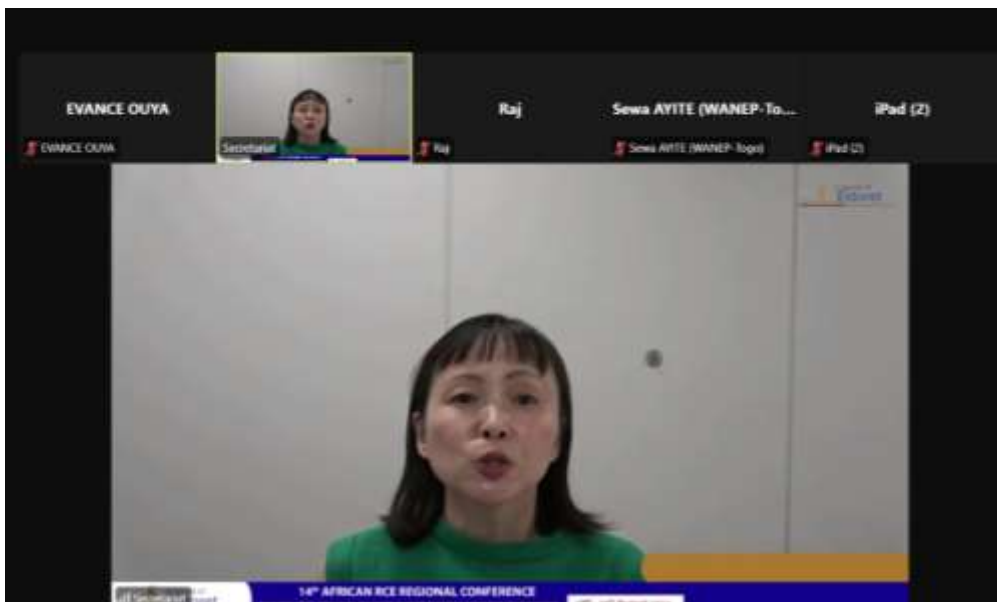 EVANCE OUYA
Raj
Sewa AYITE (WANEP-To...
iPad (2)
EVANCE OUYA
Secretariat
Raj
Sewa AYITE (WANEP-Togo)
iPad (2)
14th AFRICAN RCE REGIONAL CONFERENCE